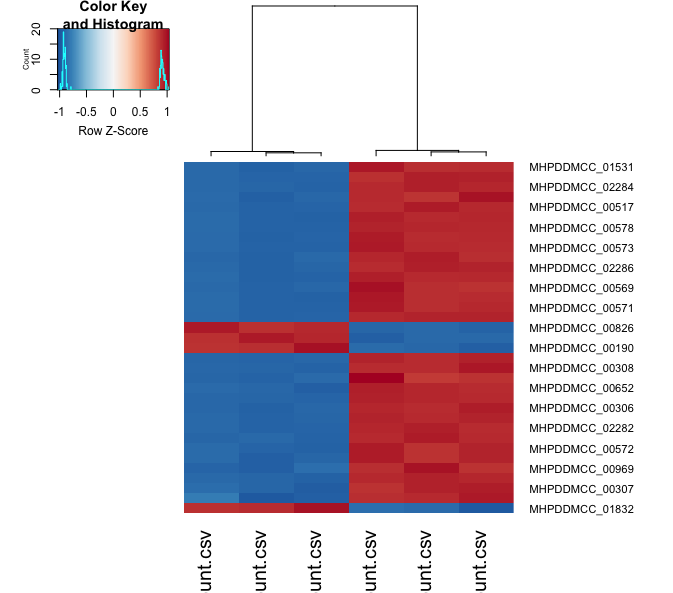 Color Key
and Histogram
Count
0
10
20
-1 -0.5 0 0.5 1
Row Z-Score
MHPDDMCC_01531
MHPDDMCC_02284
MHPDDMCC_00517
MHPDDMCC_00578
MHPDDMCC_00573
MHPDDMCC_02286
MHPDDMCC_00569
MHPDDMCC_00571
MHPDDMCC_00826
MHPDDMCC_00190
MHPDDMCC_00308
MHPDDMCC_00652
MHPDDMCC_00306
MHPDDMCC_02282
MHPDDMCC_00572
MHPDDMCC_00969
MHPDDMCC_00307
MHPDDMCC_01832
unt.csv
unt.csv
unt.csv
unt.csv
unt.csv
unt.csv